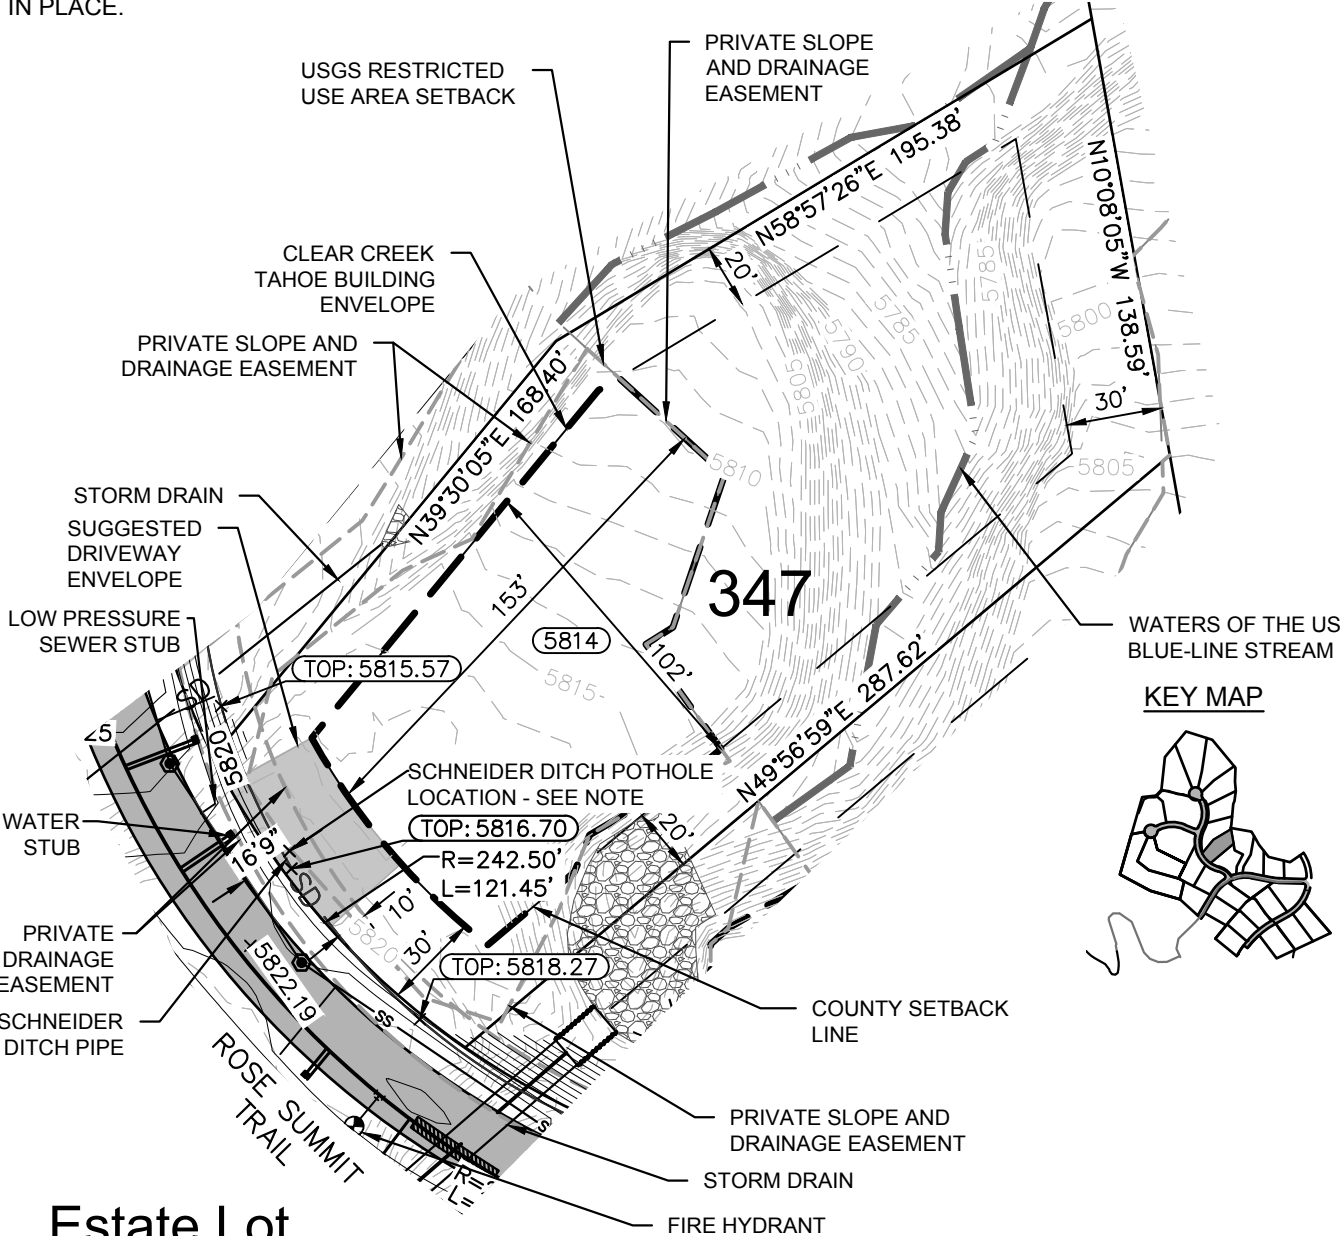 IN PLACE.
USGS RESTRICTED
USE AREA SETBACK
PRIVATE SLOPE
AND DRAINAGE
EASEMENT
N58°57'26"E 195.38'
N10°08'05"W 138.59'
CLEAR CREEK
TAHOE BUILDING
ENVELOPE
20'
5785
5785
5790
5800
5805
30'
5805
PRIVATE SLOPE AND
DRAINAGE EASEMENT
N39°30'05"E 168.40'
5810
STORM DRAIN
SUGGESTED
DRIVEWAY
ENVELOPE
153'
347
LOW PRESSURE
SEWER STUB
5814
102'
WATERS OF THE US
BLUE-LINE STREAM
TOP: 5815.57
5815
N49°56'59"E 287.62'
KEY MAP
SD
5820
SCHNEIDER DITCH POTHOLE
LOCATION - SEE NOTE
WATER
STUB
TOP: 5816.70
20'
16'9"
R=242.50'
L=121.45'
SD
10'
5820
30'
PRIVATE
DRAINAGE
EASEMENT
TOP: 5818.27
5822.19
COUNTY SETBACK
LINE
SCHNEIDER
DITCH PIPE
SS
ROSE SUMMIT
TRAIL
PRIVATE SLOPE AND
DRAINAGE EASEMENT
STORM DRAIN
R=
L=
FIRE HYDRANT
Estate Lot